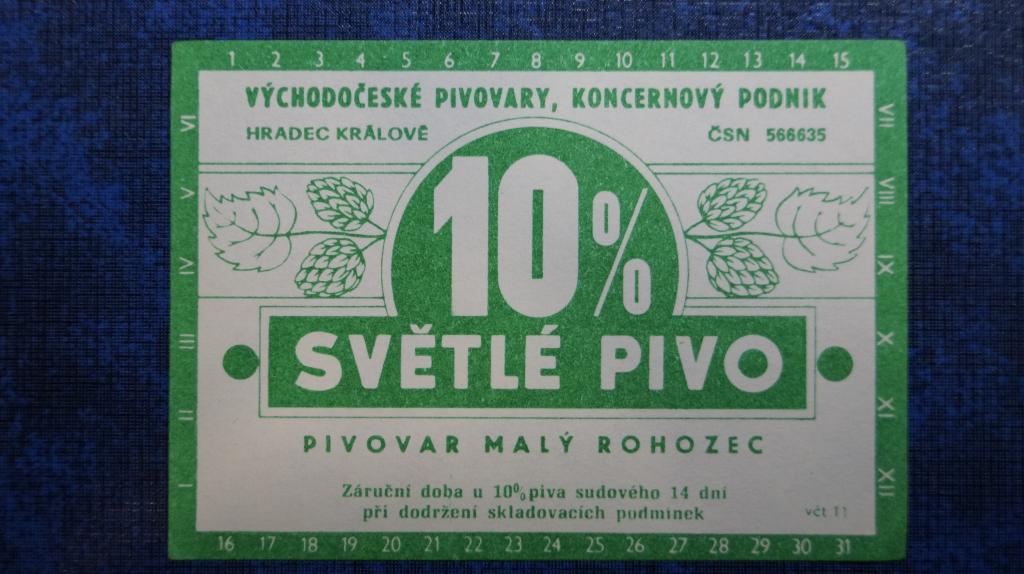 1 2 3 4 5 6 7 8 9 10 11 12 13 14 15
VÝCHODOČESKÉ PIVOVARY, KONCERNOVÝ PODNIK
HRADEC KRÁLOVÉ ČSN 566635
10%
SVĚTLÉ PIVO
PIVOVAR MALÝ ROHOZEC
Záruční doba u 10% piva sudového 14 dní
při dodržení skladovacích podmínek
včt 11
I II III IV V VI
VII VIII IX X XI XII
16 17 18 19 20 21 22 23 24 25 26 27 28 29 30 31